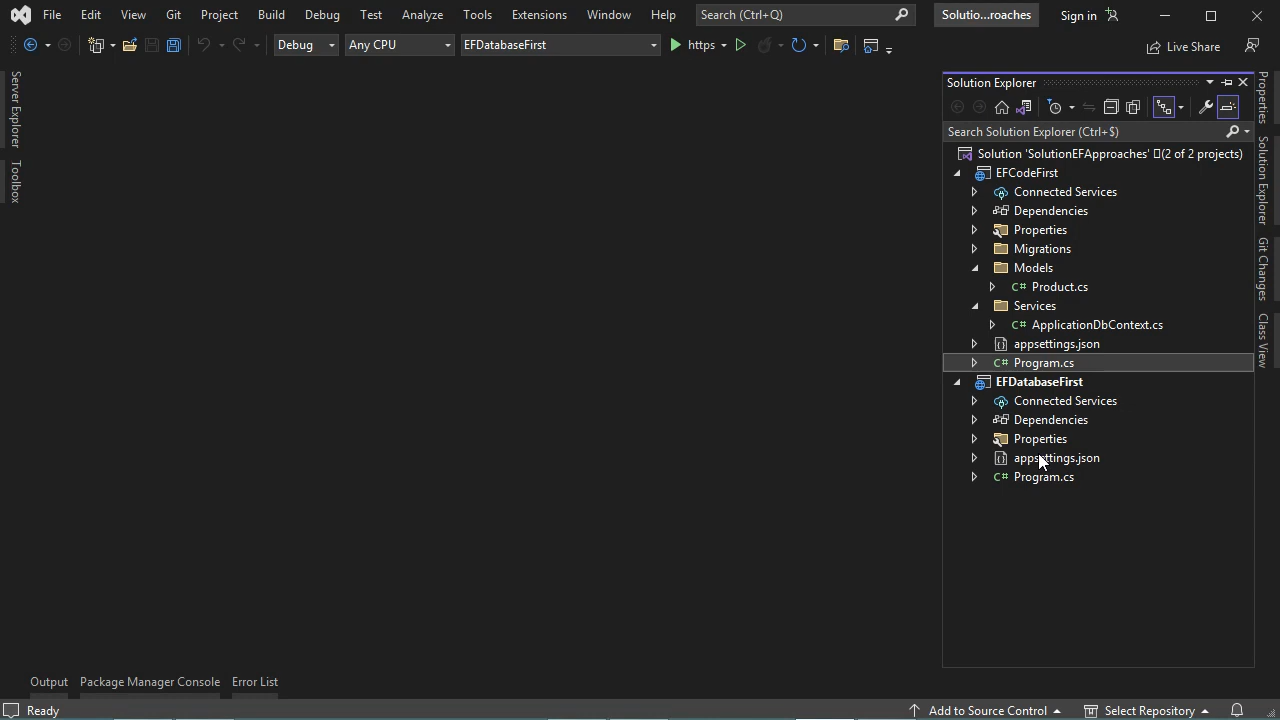 File Edit View Git Project Build Debug Test Analyze Tools Extensions Window Help Search (Ctrl+Q) Solutio...roaches Sign in
Debug Any CPU EFDatabaseFirst https Live Share
Server Explorer
Toolbox
Solution Explorer
Search Solution Explorer (Ctrl+$)
Solution 'SolutionEFApproaches' (2 of 2 projects)
EFCodeFirst
Connected Services
Dependencies
Properties
Migrations
Models
C# Product.cs
Services
C# ApplicationDbContext.cs
appsettings.json
C# Program.cs
EFDatabaseFirst
Connected Services
Dependencies
Properties
appsettings.json
C# Program.cs
Properties
Solution Explorer
Git Changes
Class View
Output Package Manager Console Error List
Ready Add to Source Control Select Repository